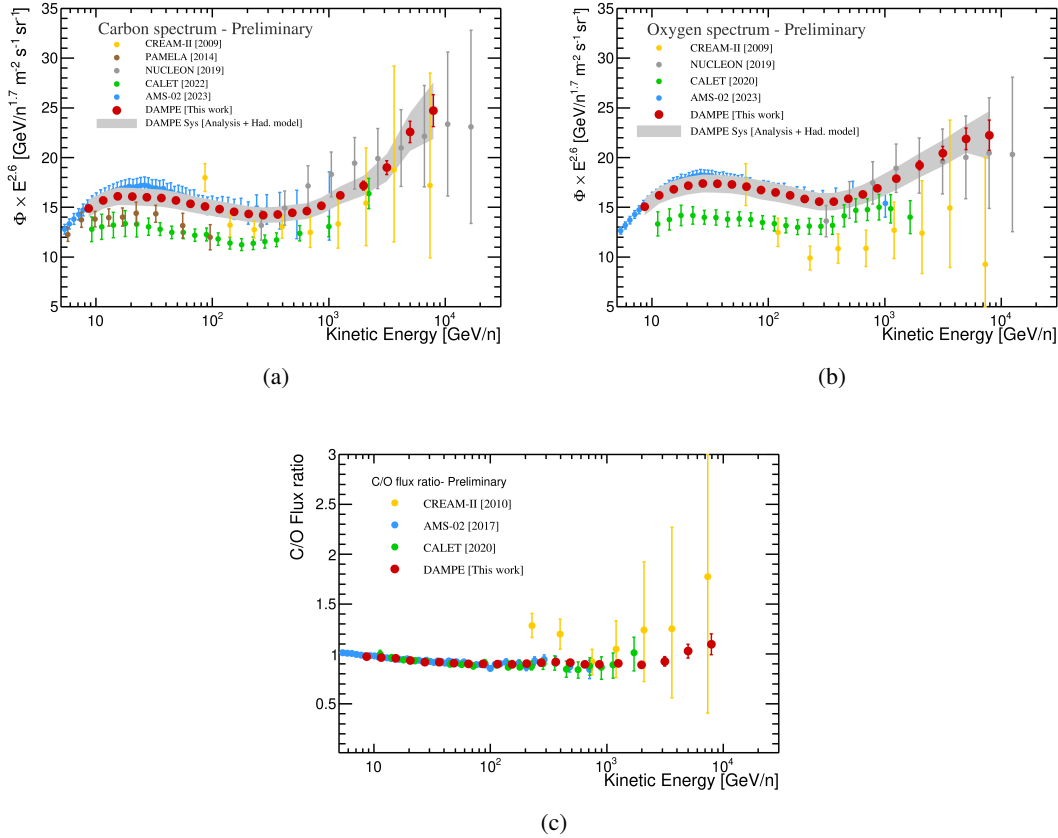 Carbon spectrum - Preliminary
CREAM-II [2009]
PAMELA [2014]
NUCLEON [2019]
CALET [2022]
AMS-02 [2023]
DAMPE [This work]
DAMPE Sys [Analysis + Had. model]
Φ × E^2.6 [GeV/n^1.7 m^-2 s^-1 sr^-1]
35
30
25
20
15
10
5
10
10^2
10^3
10^4
Kinetic Energy [GeV/n]
(a)
Oxygen spectrum - Preliminary
CREAM-II [2009]
NUCLEON [2019]
CALET [2020]
AMS-02 [2023]
DAMPE [This work]
DAMPE Sys [Analysis + Had. model]
Φ × E^2.6 [GeV/n^1.7 m^-2 s^-1 sr^-1]
35
30
25
20
15
10
5
10
10^2
10^3
10^4
Kinetic Energy [GeV/n]
(b)
C/O flux ratio- Preliminary
CREAM-II [2010]
AMS-02 [2017]
CALET [2020]
DAMPE [This work]
C/O Flux ratio
3
2.5
2
1.5
1
0.5
10
10^2
10^3
10^4
Kinetic Energy [GeV/n]
(c)